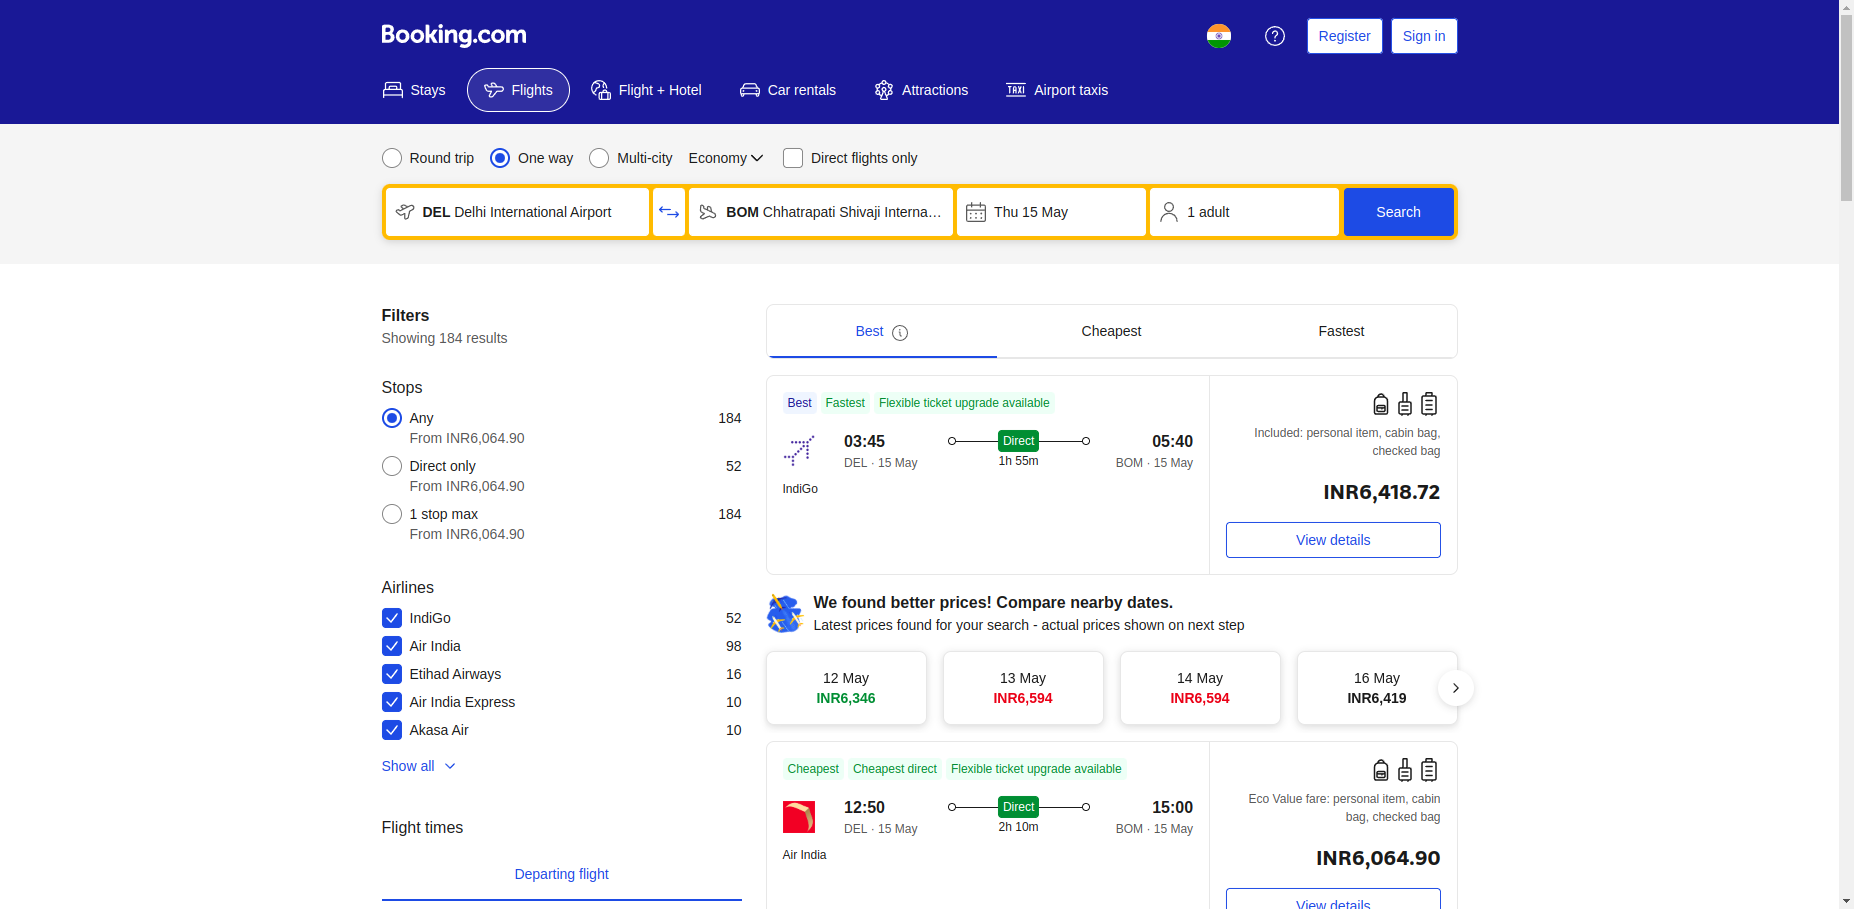 Booking.com
Register
Sign in
Stays
Flights
Flight + Hotel
Car rentals
Attractions
TAXI
Airport taxis
Round trip
One way
Multi-city
Economy
Direct flights only
DEL Delhi International Airport
BOM Chhatrapati Shivaji Interna...
Thu 15 May
1 adult
Search
Filters
Showing 184 results
Stops
Any 184
From INR6,064.90
Direct only 52
From INR6,064.90
1 stop max 184
From INR6,064.90
Airlines
IndiGo 52
Air India 98
Etihad Airways 16
Air India Express 10
Akasa Air 10
Show all
Flight times
Departing flight
Best
Cheapest
Fastest
Best Fastest Flexible ticket upgrade available
03:45 Direct 05:40
DEL · 15 May 1h 55m BOM · 15 May
IndiGo
Included: personal item, cabin bag,
checked bag
INR6,418.72
View details
We found better prices! Compare nearby dates.
Latest prices found for your search - actual prices shown on next step
12 May
INR6,346
13 May
INR6,594
14 May
INR6,594
16 May
INR6,419
Cheapest Cheapest direct Flexible ticket upgrade available
12:50 Direct 15:00
DEL · 15 May 2h 10m BOM · 15 May
Air India
Eco Value fare: personal item, cabin
bag, checked bag
INR6,064.90
View details